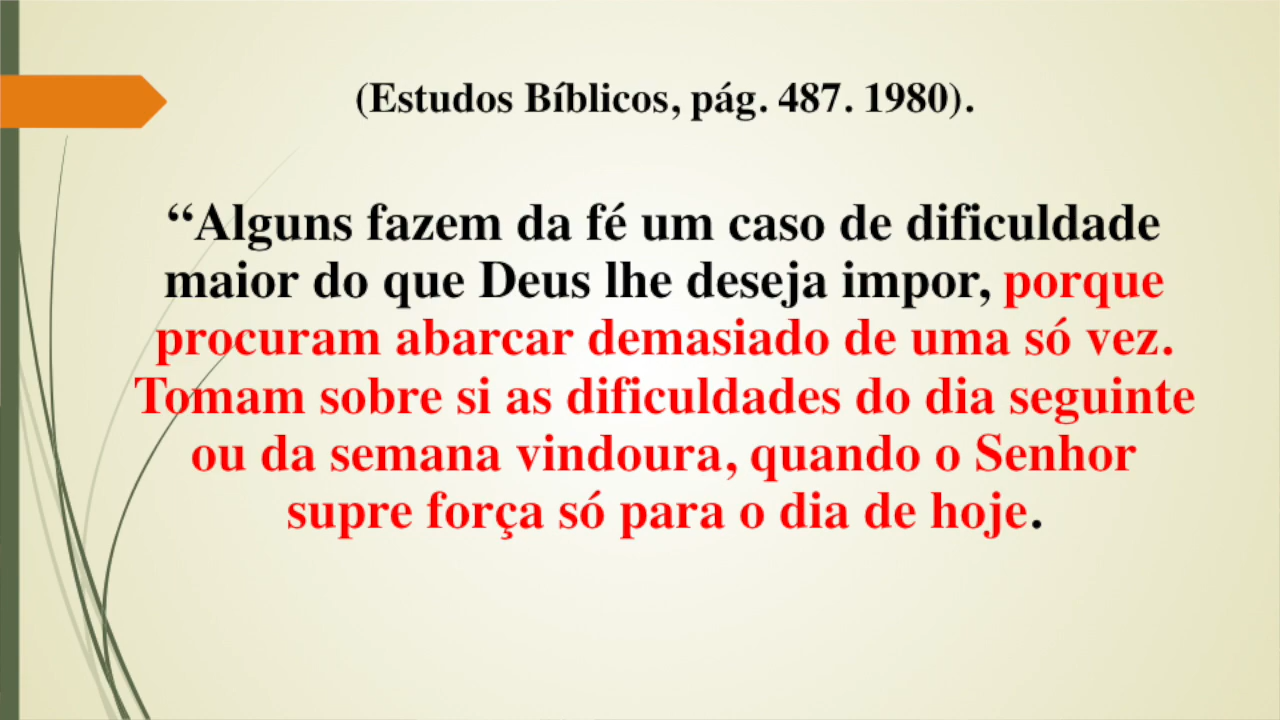 (Estudos Bíblicos, pág. 487. 1980).
“Alguns fazem da fé um caso de dificuldade
maior do que Deus lhe deseja impor, porque
procuram abarcar demasiado de uma só vez.
Tomam sobre si as dificuldades do dia seguinte
ou da semana vindoura, quando o Senhor
supre força só para o dia de hoje.